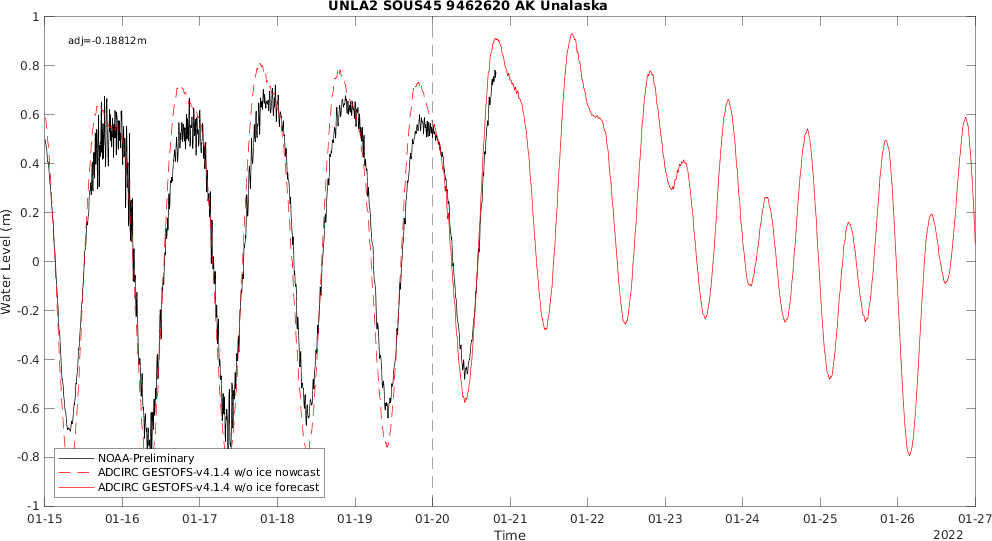 UNLA2 SOUS45 9462620 AK Unalaska
adj=-0.18812m
Water Level (m)
1
0.8
0.6
0.4
0.2
0
-0.2
-0.4
-0.6
-0.8
-1
NOAA-Preliminary
ADCIRC GESTOFS-v4.1.4 w/o ice nowcast
ADCIRC GESTOFS-v4.1.4 w/o ice forecast
01-15 01-16 01-17 01-18 01-19 01-20 01-21 01-22 01-23 01-24 01-25 01-26 01-27
Time
2022